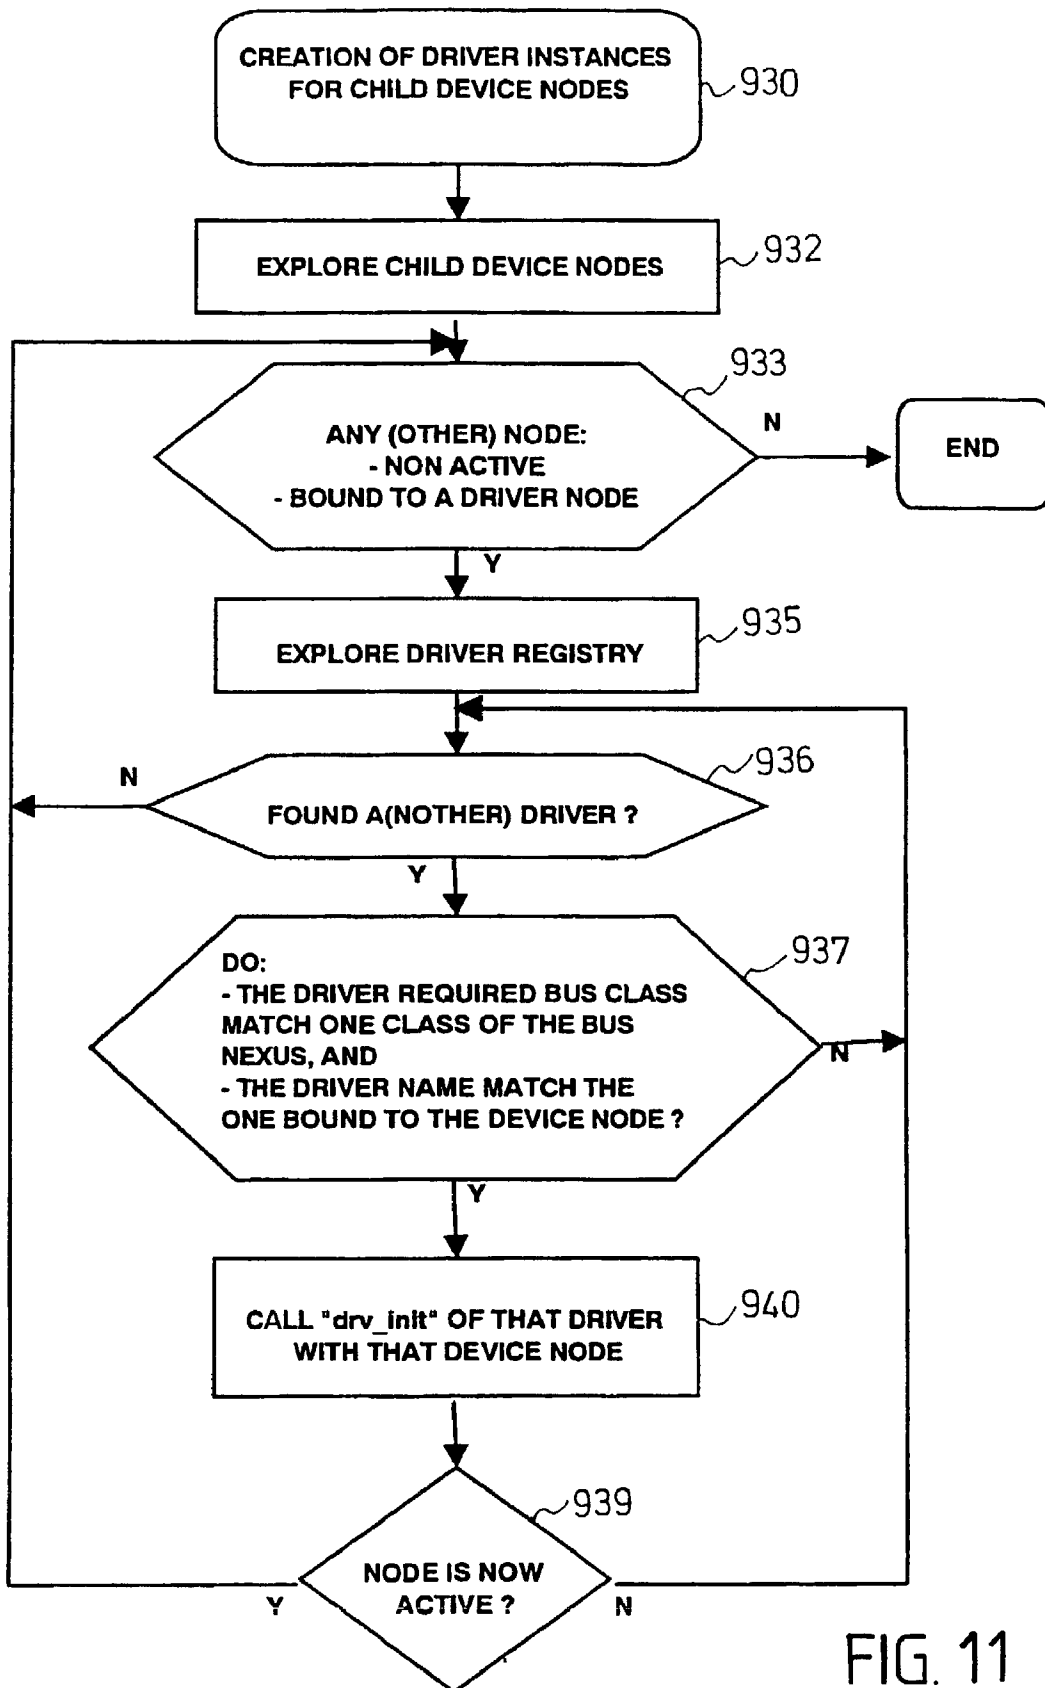 CREATION OF DRIVER INSTANCES
FOR CHILD DEVICE NODES
930
EXPLORE CHILD DEVICE NODES
932
933
ANY (OTHER) NODE:
- NON ACTIVE
- BOUND TO A DRIVER NODE
N
END
Y
EXPLORE DRIVER REGISTRY
935
N
936
FOUND A(NOTHER) DRIVER ?
Y
937
DO:
- THE DRIVER REQUIRED BUS CLASS
MATCH ONE CLASS OF THE BUS
NEXUS, AND
- THE DRIVER NAME MATCH THE
ONE BOUND TO THE DEVICE NODE ?
N
Y
CALL "drv_init" OF THAT DRIVER
WITH THAT DEVICE NODE
940
939
NODE IS NOW
ACTIVE ?
Y
N
FIG. 11